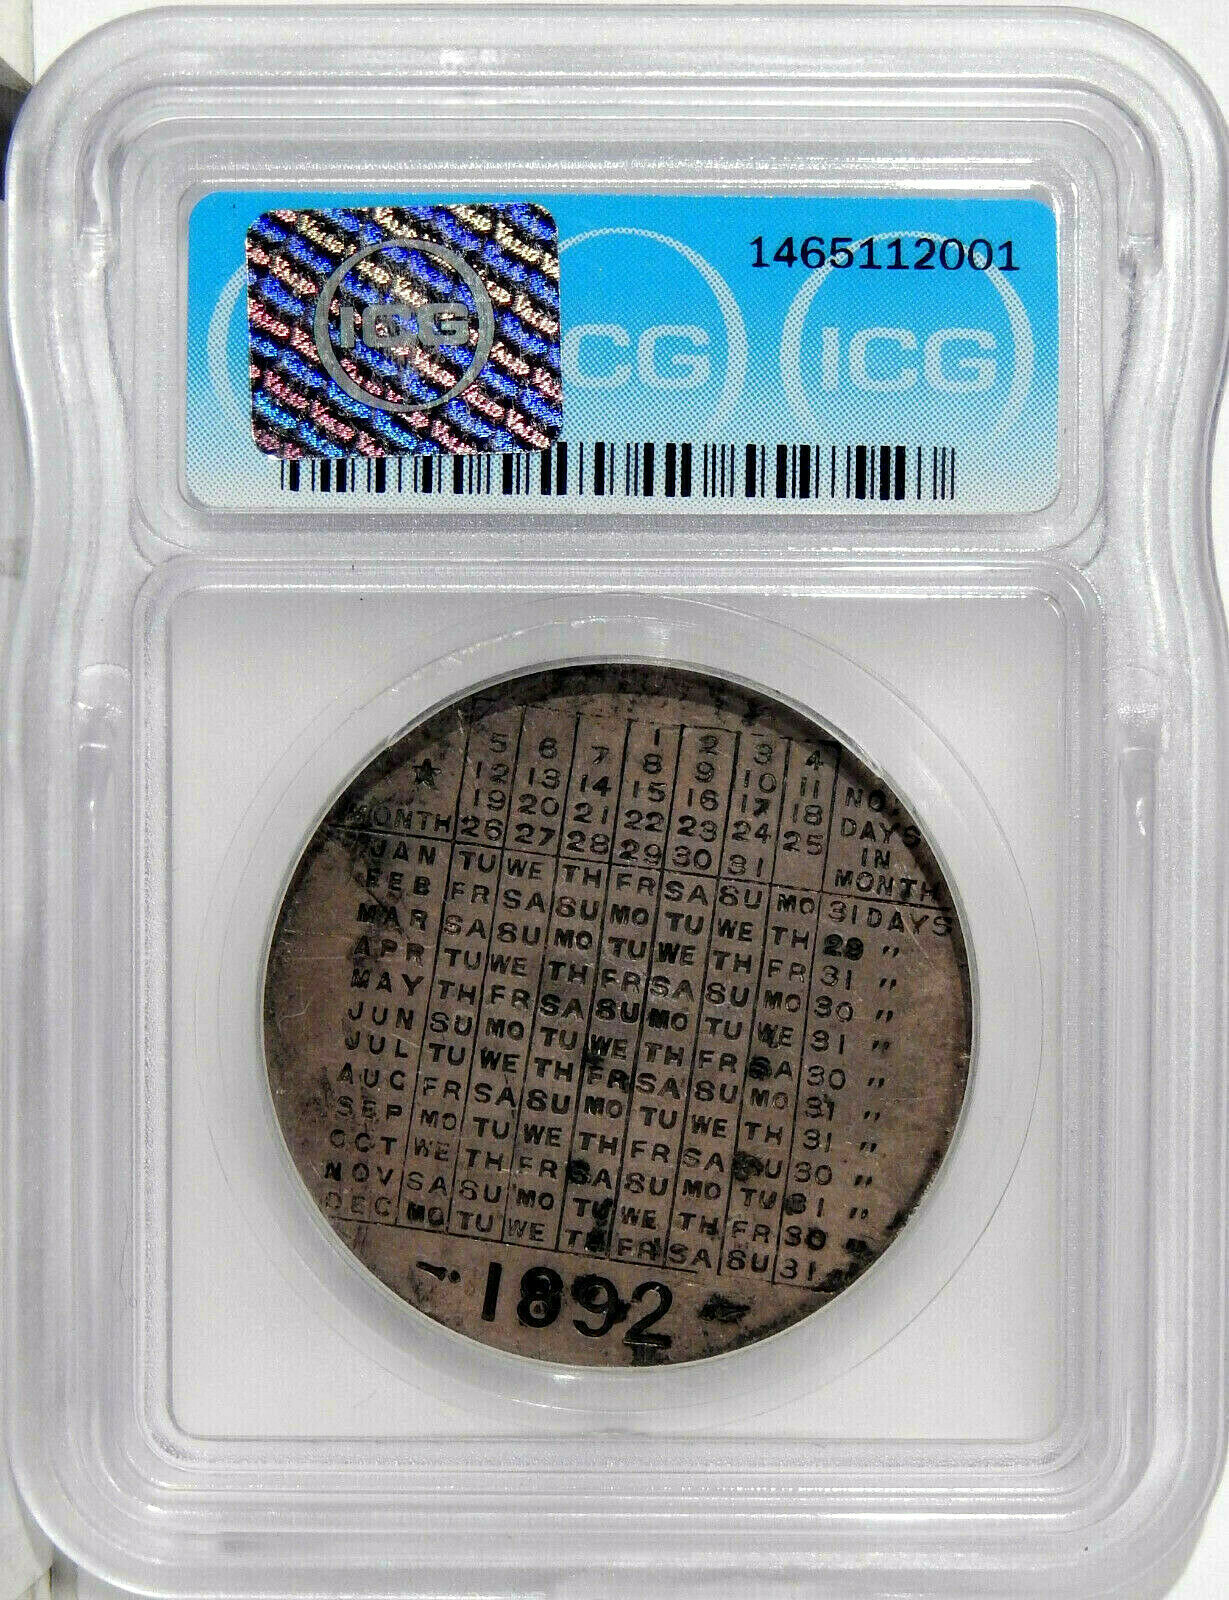 1465112001
ICG ICG ICG
5 6 7 1 2 3 4
12 13 14 8 9 10 11 NO.
19 20 21 15 16 17 18 DAYS
MONTH 26 27 28 22 23 24 25 IN
29 30 31 MONTH
JAN TU WE TH FR SA SU MO 31 DAYS
FEB FR SA SU MO TU WE TH 29 "
MAR SA SU MO TU WE TH FR 31 "
APR TU WE TH FR SA SU MO 30 "
MAY TH FR SA SU MO TU WE 31 "
JUN SU MO TU WE TH FR SA 30 "
JUL TU WE TH FR SA SU MO 31 "
AUG FR SA SU MO TU WE TH 31 "
SEP MO TU WE TH FR SA SU 30 "
OCT WE TH FR SA SU MO TU 31 "
NOV SA SU MO TU WE TH FR 30 "
DEC MO TU WE TH FR SA SU 31 "
1892